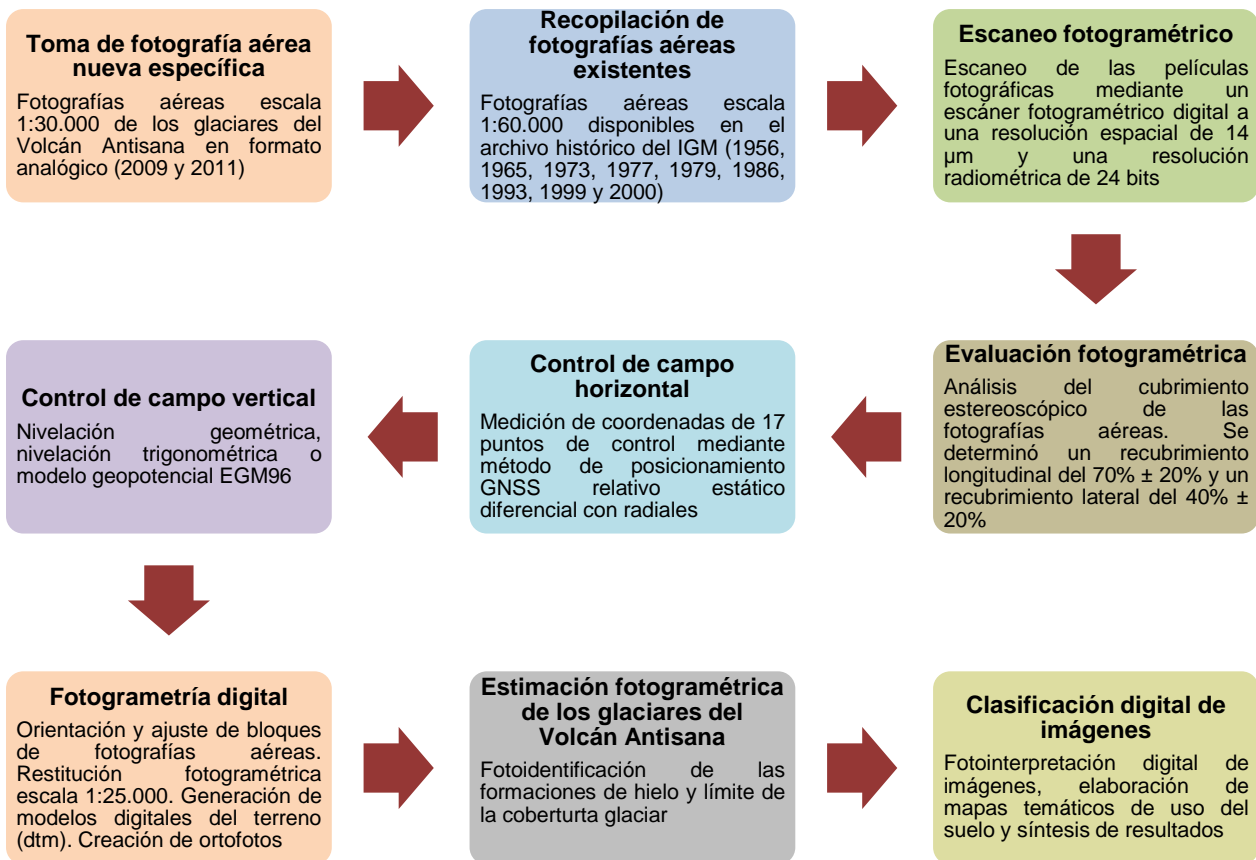 Toma de fotografía aérea
nueva específica
Fotografías aéreas escala
1:30.000 de los glaciares del
Volcán Antisana en formato
analógico (2009 y 2011)
Recopilación de
fotografías aéreas
existentes
Fotografías aéreas escala
1:60.000 disponibles en el
archivo histórico del IGM (1956,
1965, 1973, 1977, 1979, 1986,
1993, 1999 y 2000)
Escaneo fotogramétrico
Escaneo de las películas
fotográficas mediante un
escáner fotogramétrico digital a
una resolución espacial de 14
µm y una resolución
radiométrica de 24 bits
Evaluación fotogramétrica
Análisis del cubrimiento
estereoscópico de las
fotografías aéreas. Se
determinó un recubrimiento
longitudinal del 70% ± 20% y un
recubrimiento lateral del 40% ±
20%
Control de campo
horizontal
Medición de coordenadas de 17
puntos de control mediante
método de posicionamiento
GNSS relativo estático
diferencial con radiales
Control de campo vertical
Nivelación geométrica,
nivelación trigonométrica o
modelo geopotencial EGM96
Fotogrametría digital
Orientación y ajuste de bloques
de fotografías aéreas.
Restitución fotogramétrica
escala 1:25.000. Generación de
modelos digitales del terreno
(dtm). Creación de ortofotos
Estimación fotogramétrica
de los glaciares del
Volcán Antisana
Fotoidentificación de las
formaciones de hielo y límite de
la coberturta glaciar
Clasificación digital de
imágenes
Fotointerpretación digital de
imágenes, elaboración de
mapas temáticos de uso del
suelo y síntesis de resultados